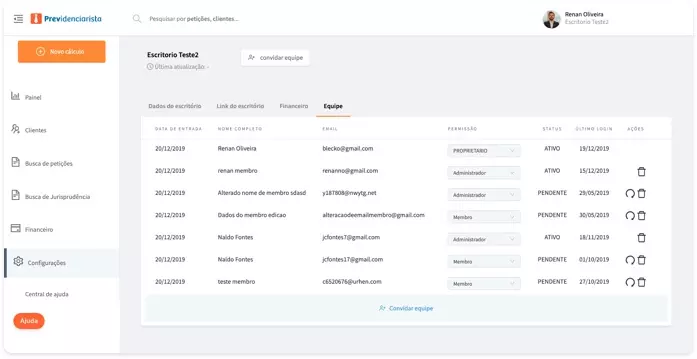 Previdenciarista
Pesquisar por petições, clientes...
Renan Oliveira
Escritorio Teste2
Novo cálculo
Escritorio Teste2
Última atualização: -
convidar equipe
Painel
Clientes
Busca de petições
Busca de Jurisprudência
Financeiro
Configurações
Central de ajuda
Ajuda
Dados do escritório Link do escritório Financeiro Equipe
DATA DE ENTRADA NOME COMPLETO EMAIL PERMISSÃO STATUS ÚLTIMO LOGIN AÇÕES
20/12/2019 Renan Oliveira blecko@gmail.com PROPRIETARIO ATIVO 19/12/2019
20/12/2019 renan membro renanno@gmail.com Administrador ATIVO 15/12/2019
20/12/2019 Alterado nome de membro sdasd y187808@nwytg.net Administrador PENDENTE 29/05/2019
20/12/2019 Dados do membro edicao alteracaodeemailmembro@gmail.com Membro PENDENTE 30/05/2019
20/12/2019 Naldo Fontes jcfontes7@gmail.com Administrador ATIVO 18/11/2019
20/12/2019 Naldo Fontes jcfontes17@gmail.com Membro PENDENTE 01/10/2019
20/12/2019 teste membro c6520676@urhen.com Membro PENDENTE 27/10/2019
Convidar equipe